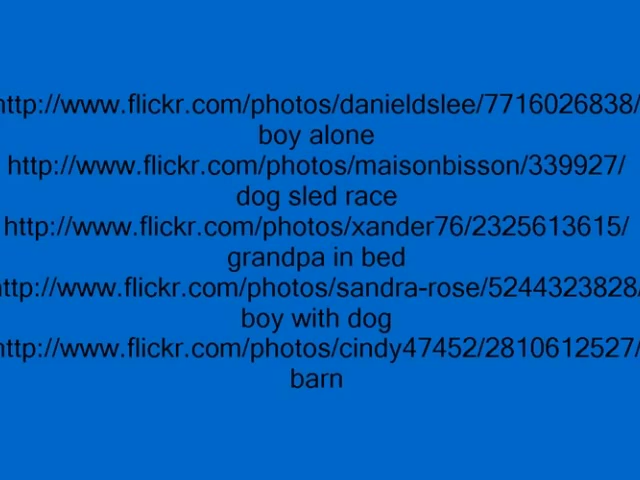 http://www.flickr.com/photos/danieldslee/7716026838/
boy alone
http://www.flickr.com/photos/maisonbisson/339927/
dog sled race
http://www.flickr.com/photos/xander76/2325613615/
grandpa in bed
http://www.flickr.com/photos/sandra-rose/5244323828/
boy with dog
http://www.flickr.com/photos/cindy47452/2810612527/
barn